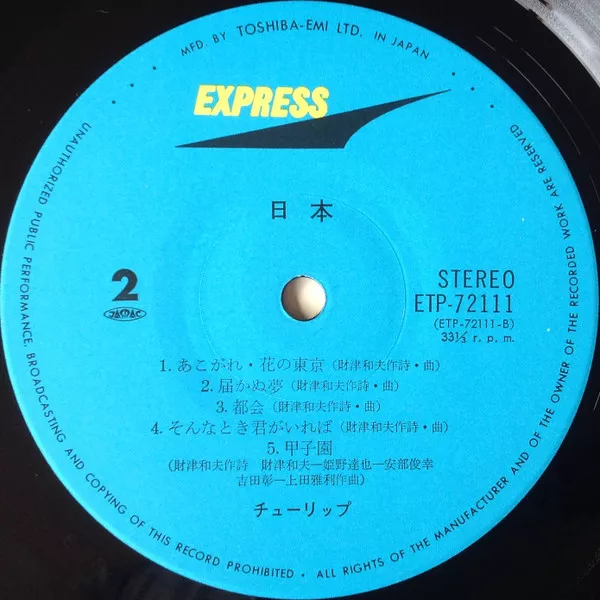 MFD. BY TOSHIBA-EMI LTD. IN JAPAN
EXPRESS
日本
2
JASRAC
STEREO
ETP-72111
(ETP-72111-B)
33⅓ r.p.m.
1. あこがれ・花の東京（財津和夫作詩・曲）
2. 届かぬ夢（財津和夫作詩・曲）
3. 都会（財津和夫作詩・曲）
4. そんなとき君がいれば（財津和夫作詩・曲）
5. 甲子園
（財津和夫作詩　財津和夫—姫野達也—安部俊幸
吉田彰—上田雅利作曲）
チューリップ
UNAUTHORIZED PUBLIC PERFORMANCE, BROADCASTING AND COPYING OF THIS RECORD PROHIBITED • ALL RIGHTS OF THE MANUFACTURER AND OF THE OWNER OF THE RECORDED WORK ARE RESERVED